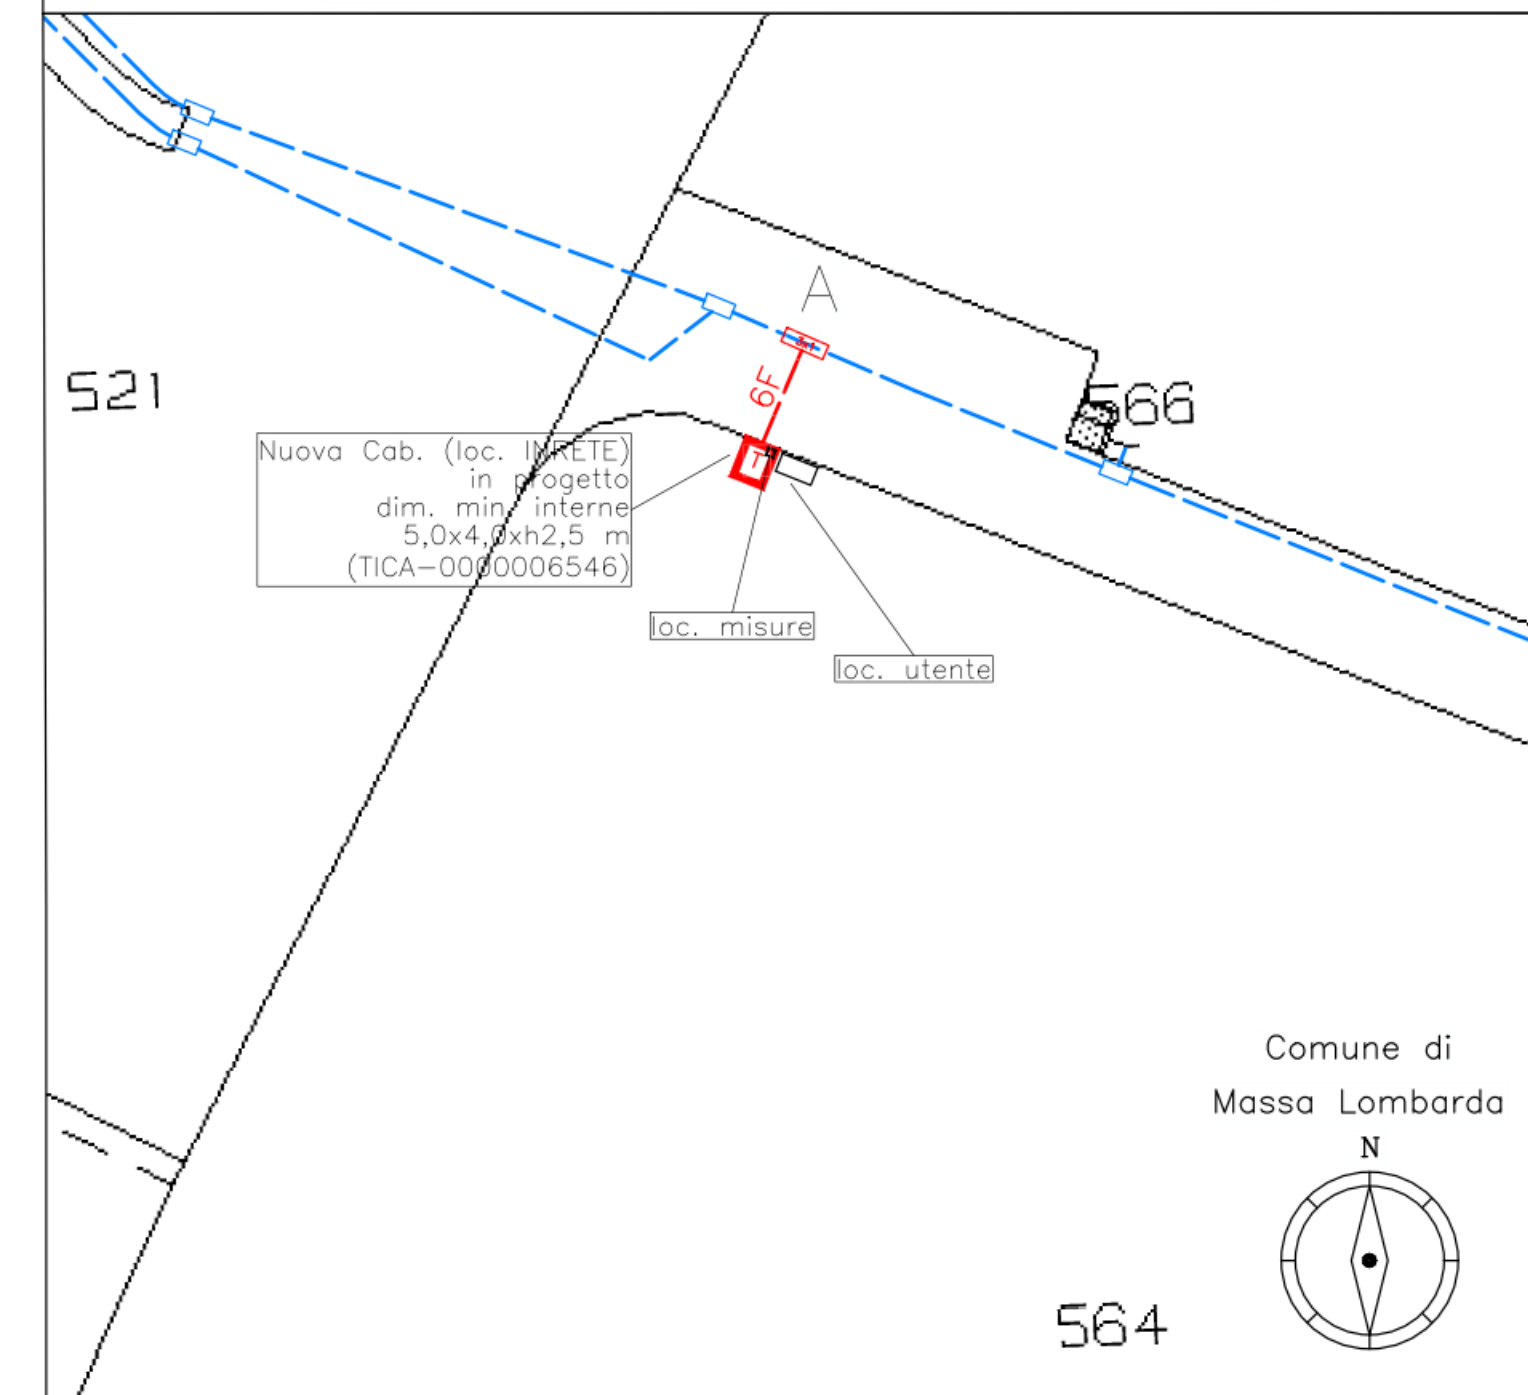 A
521
566
6F
Nuova Cab. (loc. INRETE)
in progetto
dim. min. interne
5,0x4,0xh2,5 m
(TICA-0000006546)
T
loc. misure
loc. utente
Comune di
Massa Lombarda
N
564